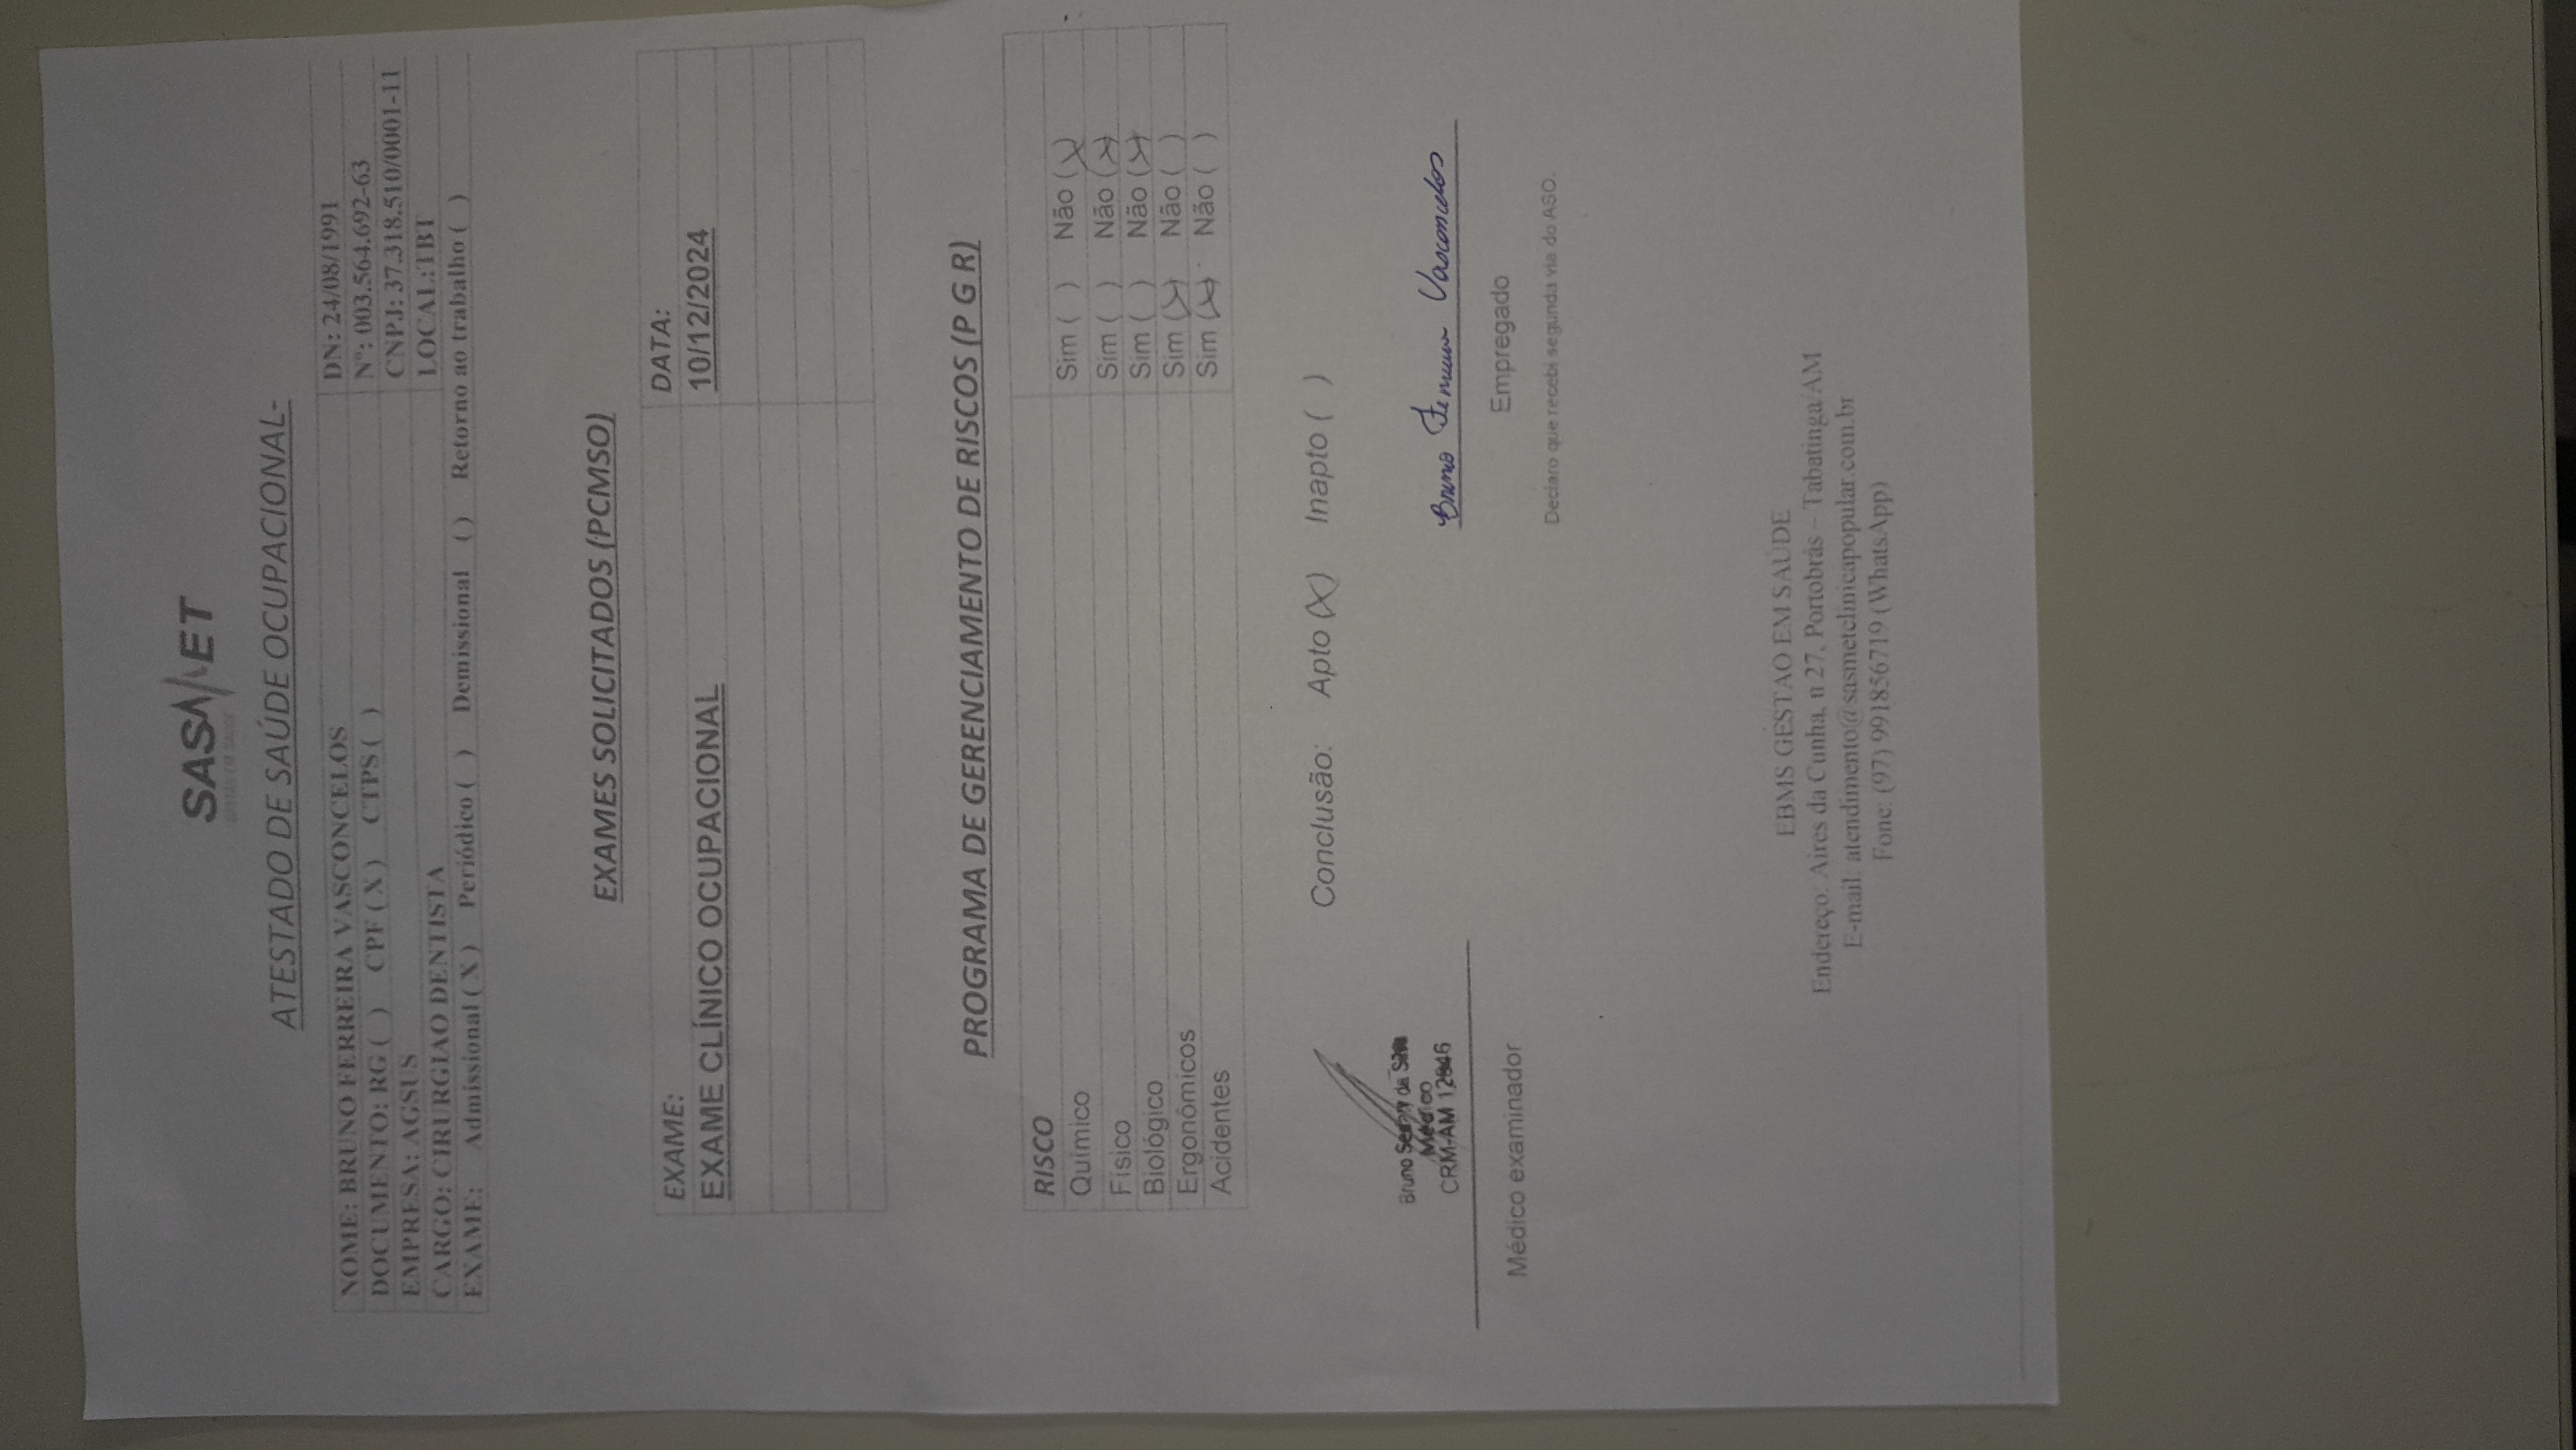 SASMET
GESTÃO EM SAÚDE
ATESTADO DE SAÚDE OCUPACIONAL-
NOME: BRUNO FERREIRA VASCONCELOS DN: 24/08/1991
DOCUMENTO: RG ( ) CPF ( X ) CTPS ( ) Nº: 003.564.692-63
EMPRESA: AGSUS CNPJ: 37.318.510/0001-11
CARGO: CIRURGIAO DENTISTA LOCAL:TBT
EXAME: Admissional ( X ) Periódico ( ) Demissional ( ) Retorno ao trabalho ( )
EXAMES SOLICITADOS (PCMSO)
EXAME: DATA:
EXAME CLÍNICO OCUPACIONAL 10/12/2024
PROGRAMA DE GERENCIAMENTO DE RISCOS (P G R)
RISCO
Químico Sim ( ) Não (X)
Físico Sim ( ) Não (X)
Biológico Sim ( ) Não (X)
Ergonômicos Sim (X) Não ( )
Acidentes Sim (X) Não ( )
Conclusão: Apto (X) Inapto ( )
Bruno da
Médico
CRM-AM
Médico examinador
Bruno Ferreira Vasconcelos
Empregado
Declaro que recebi segunda via do ASO.
EBMS GESTAO EM SAÚDE
Endereço: Aires da Cunha, n 27, Portobrás – Tabatinga/AM
E-mail: atendimento@sasmetclinicapopular.com.br
Fone: (97) 991856719 (WhatsApp)